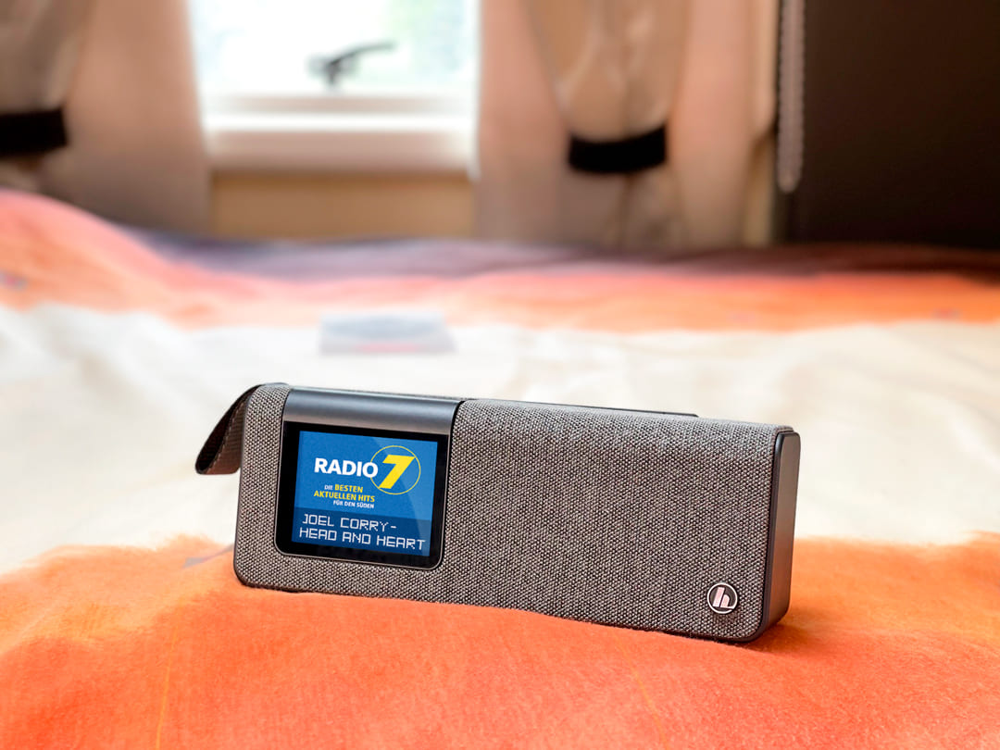 RADIO 7
DIE BESTEN
AKTUELLEN HITS
FÜR DEN SÜDEN
JOEL CORRY-
HEAD AND HEART
h